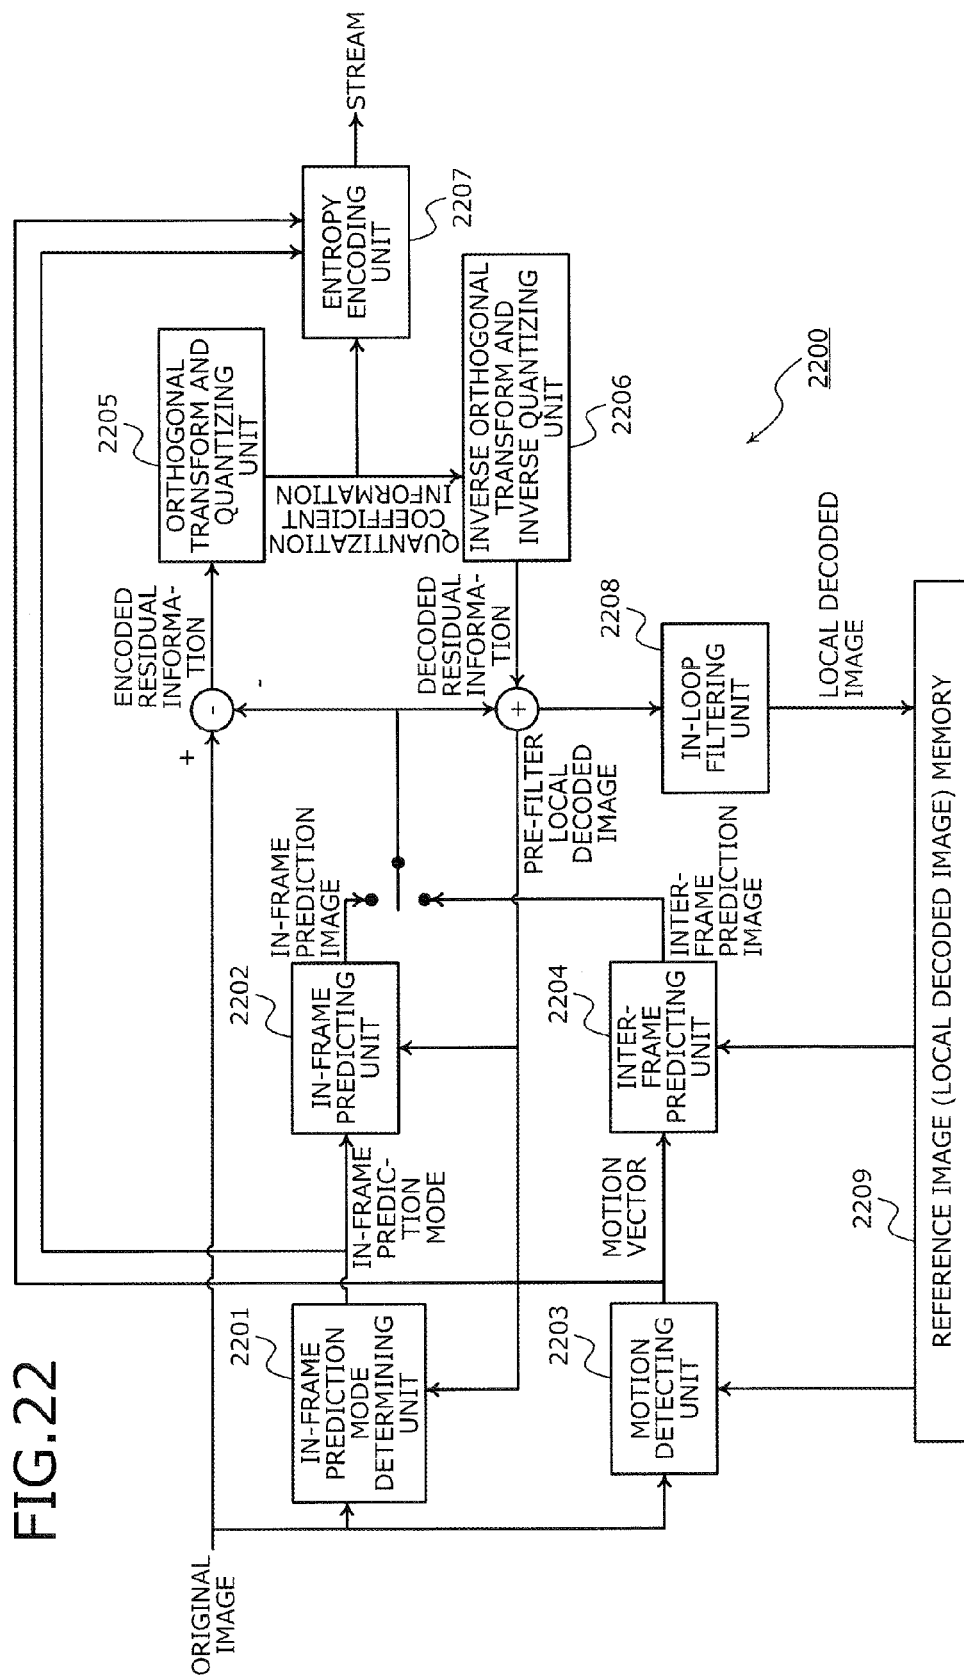 FIG.22
ORIGINAL
IMAGE
2201
IN-FRAME
PREDICTION
MODE
DETERMINING
UNIT
IN-FRAME
PREDIC-
TION
MODE
2202
IN-FRAME
PREDICTING
UNIT
IN-FRAME
PREDICTION
IMAGE
2203
MOTION
DETECTING
UNIT
MOTION
VECTOR
2204
INTER-
FRAME
PREDICTING
UNIT
INTER-
FRAME
PREDICTION
IMAGE
+
-
-
ENCODED
RESIDUAL
INFORMA-
TION
2205
ORTHOGONAL
TRANSFORM AND
QUANTIZING
UNIT
QUANTIZATION
COEFFICIENT
INFORMATION
ENTROPY
ENCODING
UNIT
2207
STREAM
INVERSE ORTHOGONAL
TRANSFORM AND
INVERSE QUANTIZING
UNIT
2206
DECODED
RESIDUAL
INFORMA-
TION
+
PRE-FILTER
LOCAL
DECODED
IMAGE
2208
IN-LOOP
FILTERING
UNIT
LOCAL DECODED
IMAGE
2200
2209
REFERENCE IMAGE (LOCAL DECODED IMAGE) MEMORY